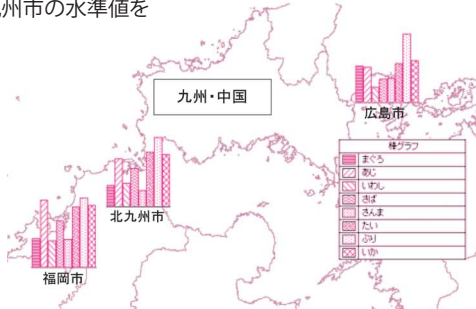 州市の水準値を
九州・中国
広島市
棒グラフ
まぐろ
あじ
いわし
さば
さんま
たい
ぶり
いか
北九州市
福岡市